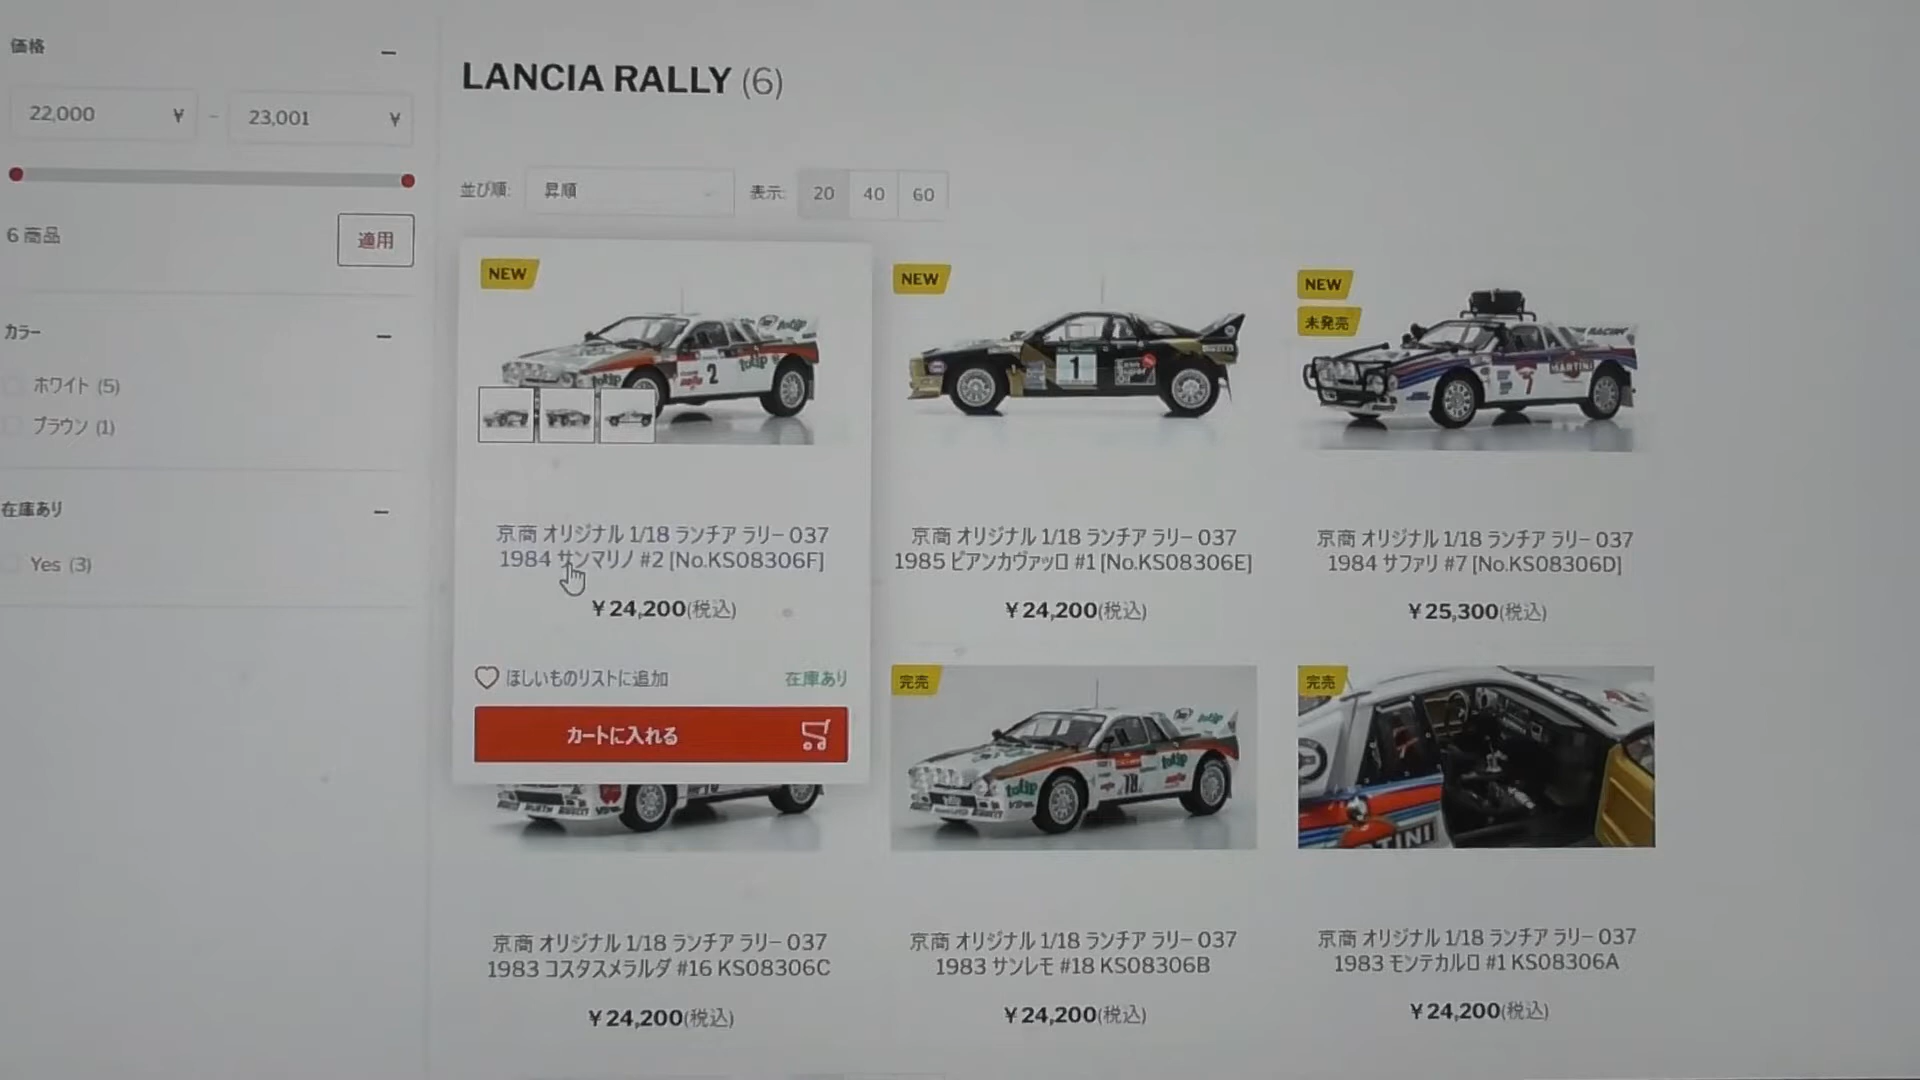 価格
22,000 ¥ - 23,001 ¥
6 商品
適用
カラー
ホワイト (5)
ブラウン (1)
在庫あり
Yes (3)
LANCIA RALLY (6)
並び順: 昇順 表示: 20 40 60
NEW
2
totip
totip
京商 オリジナル 1/18 ランチア ラリー 037
1984 サンマリノ #2 [No.KS08306F]
¥24,200(税込)
ほしいものリストに追加
在庫あり
カートに入れる
NEW
1
京商 オリジナル 1/18 ランチア ラリー 037
1985 ビアンカヴァッロ #1 [No.KS08306E]
¥24,200(税込)
NEW
未発売
7
MARTINI
京商 オリジナル 1/18 ランチア ラリー 037
1984 サファリ #7 [No.KS08306D]
¥25,300(税込)
京商 オリジナル 1/18 ランチア ラリー 037
1983 コスタスメラルダ #16 KS08306C
¥24,200(税込)
完売
totip
totip
18
京商 オリジナル 1/18 ランチア ラリー 037
1983 サンレモ #18 KS08306B
¥24,200(税込)
完売
TINI
京商 オリジナル 1/18 ランチア ラリー 037
1983 モンテカルロ #1 KS08306A
¥24,200(税込)